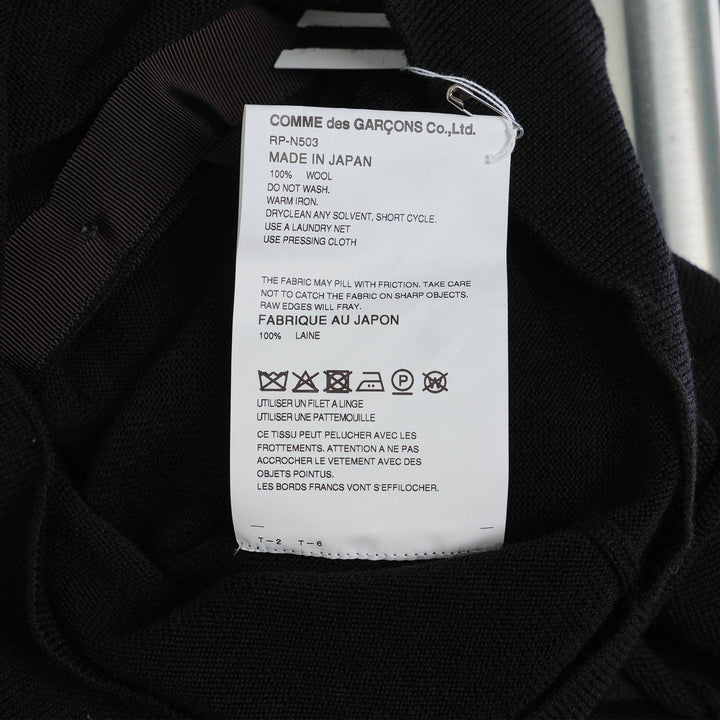 COMME des GARÇONS Co.,Ltd.
RP-N503
MADE IN JAPAN
100% WOOL
DO NOT WASH.
WARM IRON.
DRYCLEAN ANY SOLVENT, SHORT CYCLE.
USE A LAUNDRY NET
USE PRESSING CLOTH
THE FABRIC MAY PILL WITH FRICTION. TAKE CARE
NOT TO CATCH THE FABRIC ON SHARP OBJECTS.
RAW EDGES WILL FRAY.
FABRIQUE AU JAPON
100% LAINE
P W
UTILISER UN FILET A LINGE
UTILISER UNE PATTEMOUILLE
CE TISSU PEUT PELUCHER AVEC LES
FROTTEMENTS. ATTENTION A NE PAS
ACCROCHER LE VETEMENT AVEC DES
OBJETS POINTUS.
LES BORDS FRANCS VONT S'EFFILOCHER.
T-2 T-6